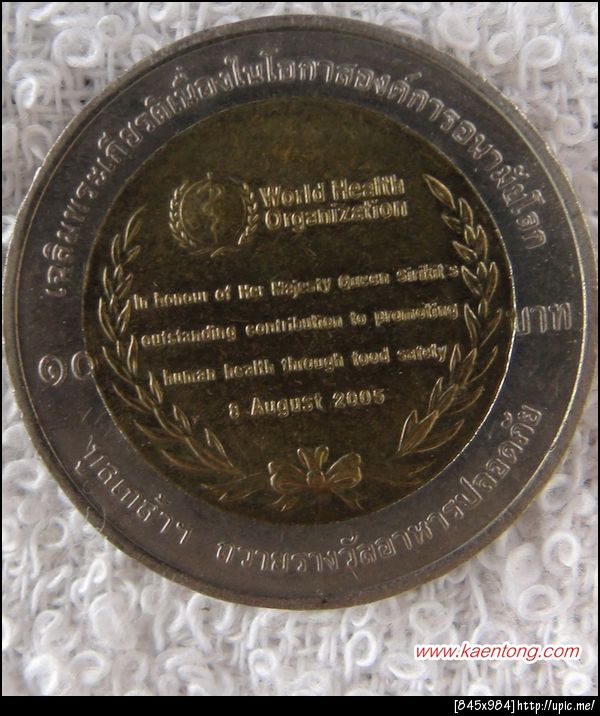 เฉลิมพระเกียรติเนื่องในโอกาสองค์การอนามัยโลก
World Health
Organization
In honour of Her Majesty Queen Sirikit's
outstanding contribution to promoting
human health through food safety
8 August 2005
๑๐ บาท
ทูลเกล้าฯ ถวายรางวัลอาหารปลอดภัย
www.kaentong.com
[845x984]http://upic.me/